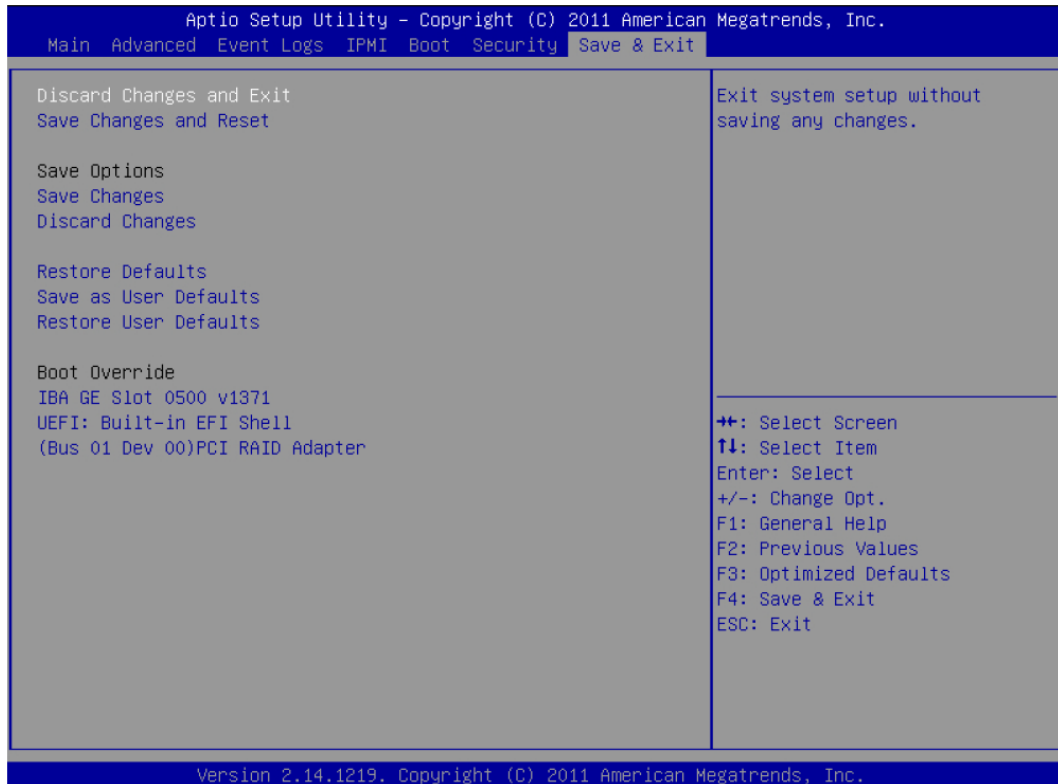 Aptio Setup Utility – Copyright (C) 2011 American Megatrends, Inc.
Main Advanced Event Logs IPMI Boot Security Save & Exit
Discard Changes and Exit
Save Changes and Reset
Save Options
Save Changes
Discard Changes
Restore Defaults
Save as User Defaults
Restore User Defaults
Boot Override
IBA GE Slot 0500 v1371
UEFI: Built-in EFI Shell
(Bus 01 Dev 00)PCI RAID Adapter
Exit system setup without
saving any changes.
→←: Select Screen
↑↓: Select Item
Enter: Select
+/-: Change Opt.
F1: General Help
F2: Previous Values
F3: Optimized Defaults
F4: Save & Exit
ESC: Exit
Version 2.14.1219. Copyright (C) 2011 American Megatrends, Inc.